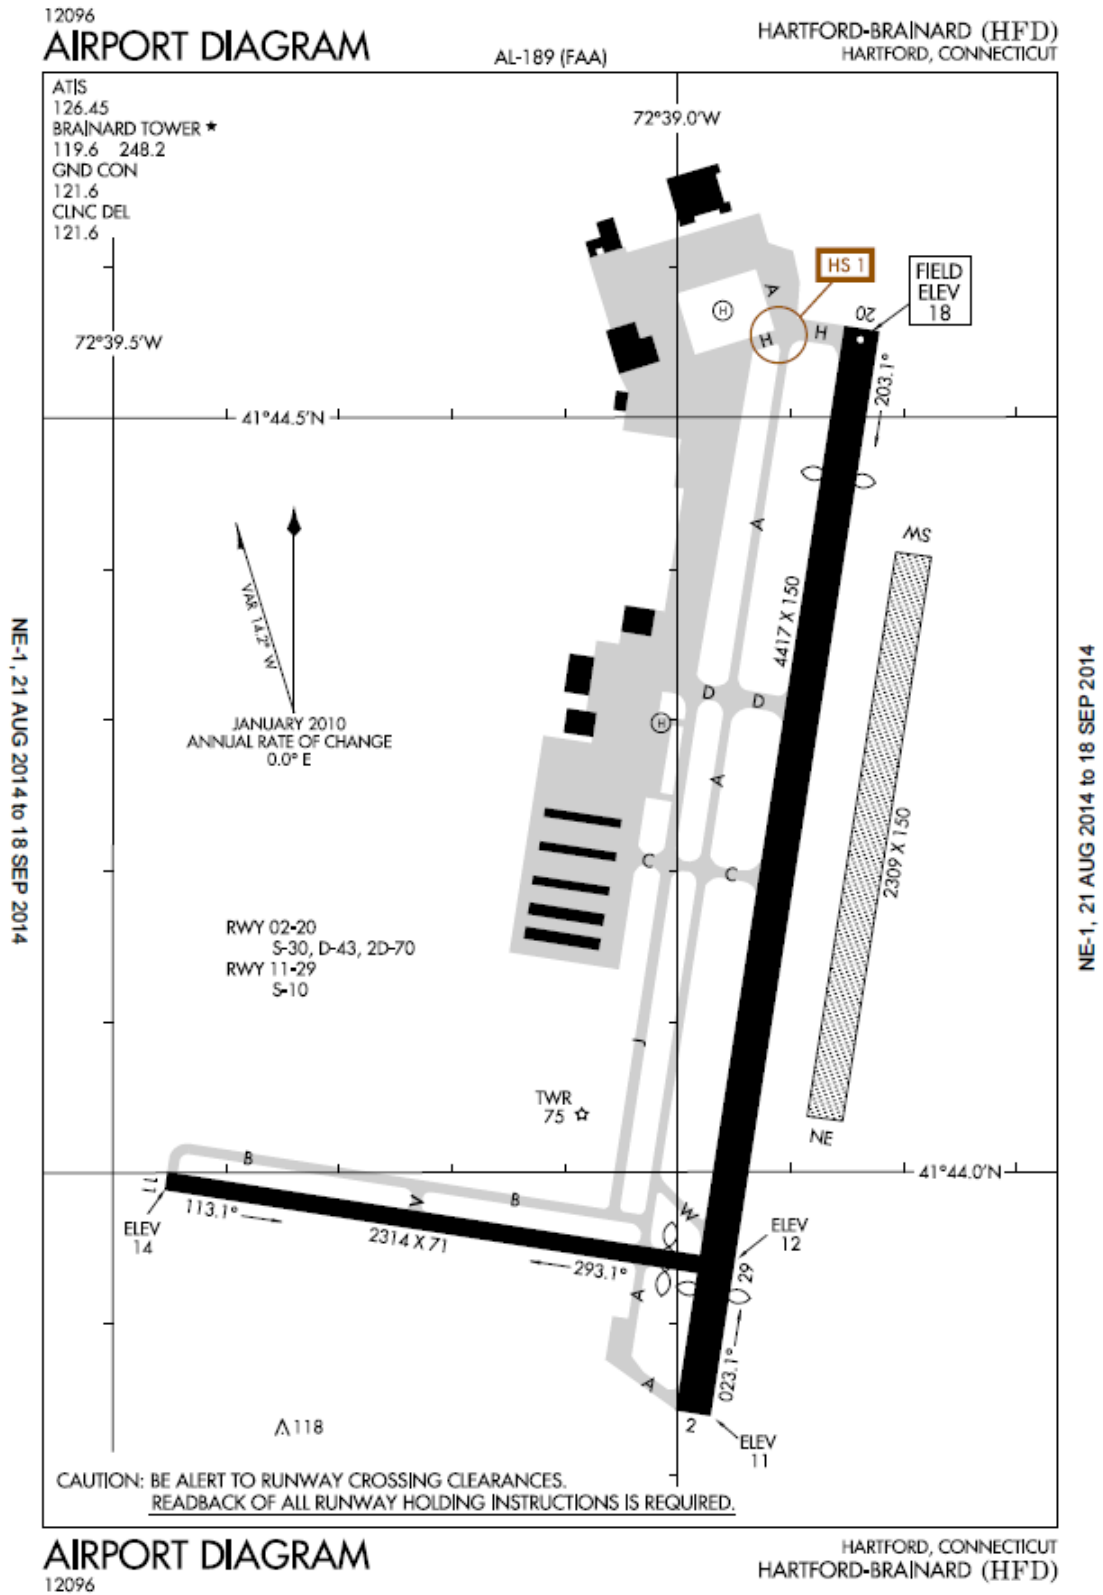 12096
AIRPORT DIAGRAM
AL-189 (FAA)
HARTFORD-BRAINARD (HFD)
HARTFORD, CONNECTICUT
ATIS
126.45
BRAINARD TOWER ★
119.6 248.2
GND CON
121.6
CLNC DEL
121.6
72°39.0'W
72°39.5'W
HS 1
FIELD
ELEV
18
A
H
H
H
20
203.1°
41°44.5'N
A
SW
VAR 14.2° W
4417 X 150
JANUARY 2010
ANNUAL RATE OF CHANGE
0.0° E
D
D
H
A
2309 X 150
C
C
RWY 02-20
S-30, D-43, 2D-70
RWY 11-29
S-10
J
TWR
75
NE
B
41°44.0'N
11
B
V
W
113.1°
ELEV
14
2314 X 71
ELEV
12
293.1°
29
A
023.1°
A
2
ELEV
11
118
CAUTION: BE ALERT TO RUNWAY CROSSING CLEARANCES.
READBACK OF ALL RUNWAY HOLDING INSTRUCTIONS IS REQUIRED.
NE-1, 21 AUG 2014 to 18 SEP 2014
NE-1, 21 AUG 2014 to 18 SEP 2014
AIRPORT DIAGRAM
12096
HARTFORD, CONNECTICUT
HARTFORD-BRAINARD (HFD)